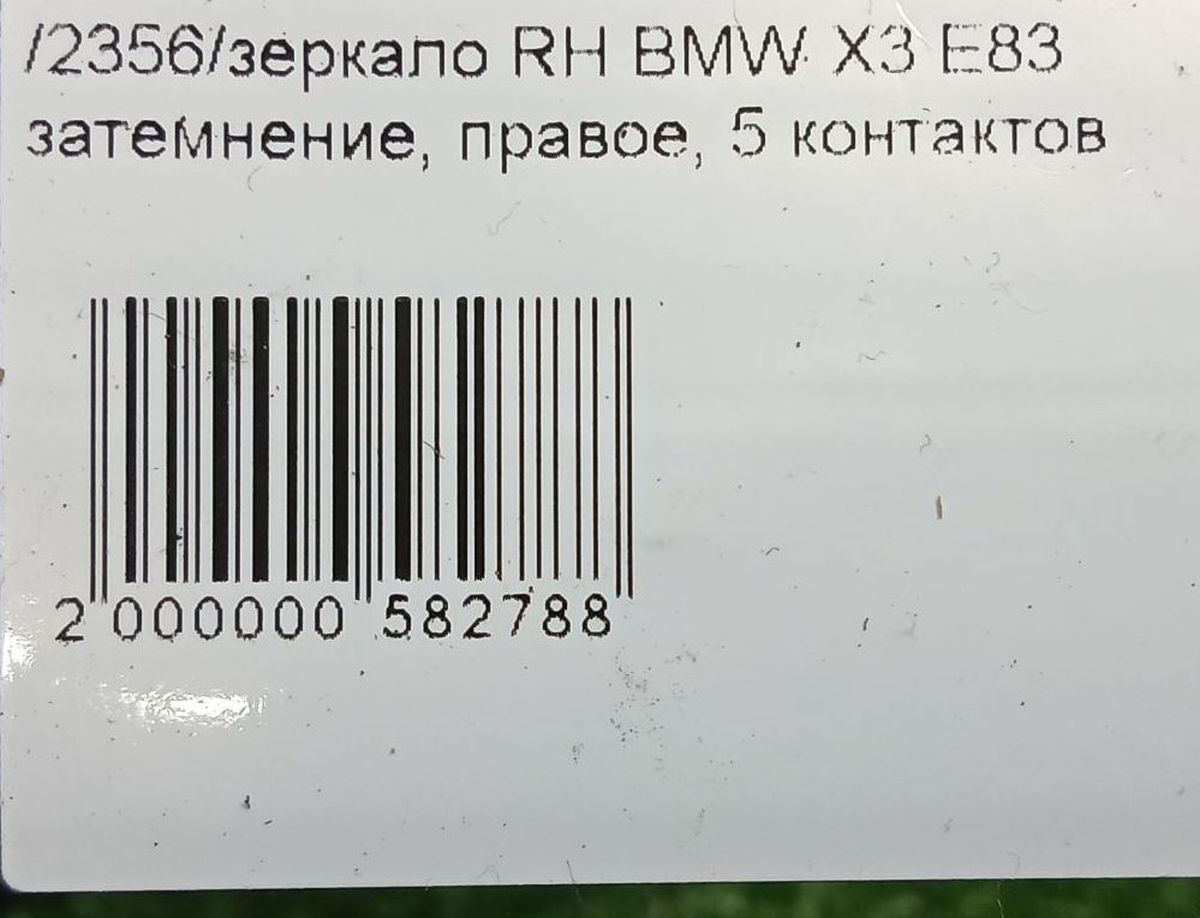 /2356/зеркало RH BMW X3 E83
затемнение, правое, 5 контактов
2 000000 582788